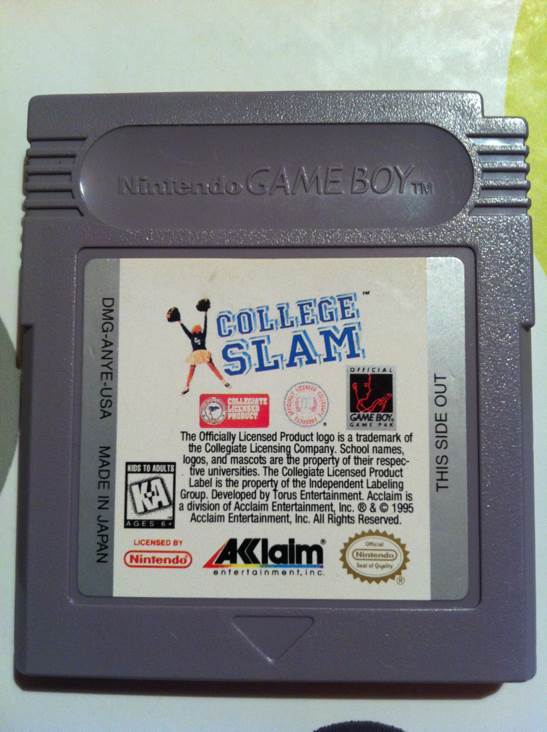 Nintendo GAME BOY TM
DMG-ANYE-USA MADE IN JAPAN
COLLEGE TM
SLAM
COLLEGIATE
LICENSED
PRODUCT
OFFICIAL
GAME BOY
GAME PAK
THIS SIDE OUT
The Officially Licensed Product logo is a trademark of
the Collegiate Licensing Company. School names,
logos, and mascots are the property of their respec-
tive universities. The Collegiate Licensed Product
Label is the property of the Independent Labeling
Group. Developed by Torus Entertainment. Acclaim is
a division of Acclaim Entertainment, Inc. ® & © 1995
Acclaim Entertainment, Inc. All Rights Reserved.
KIDS TO ADULTS
K-A
AGES 6+
LICENSED BY
Nintendo
AKlaim®
entertainment, inc.
Official
Nintendo
Seal of Quality
®